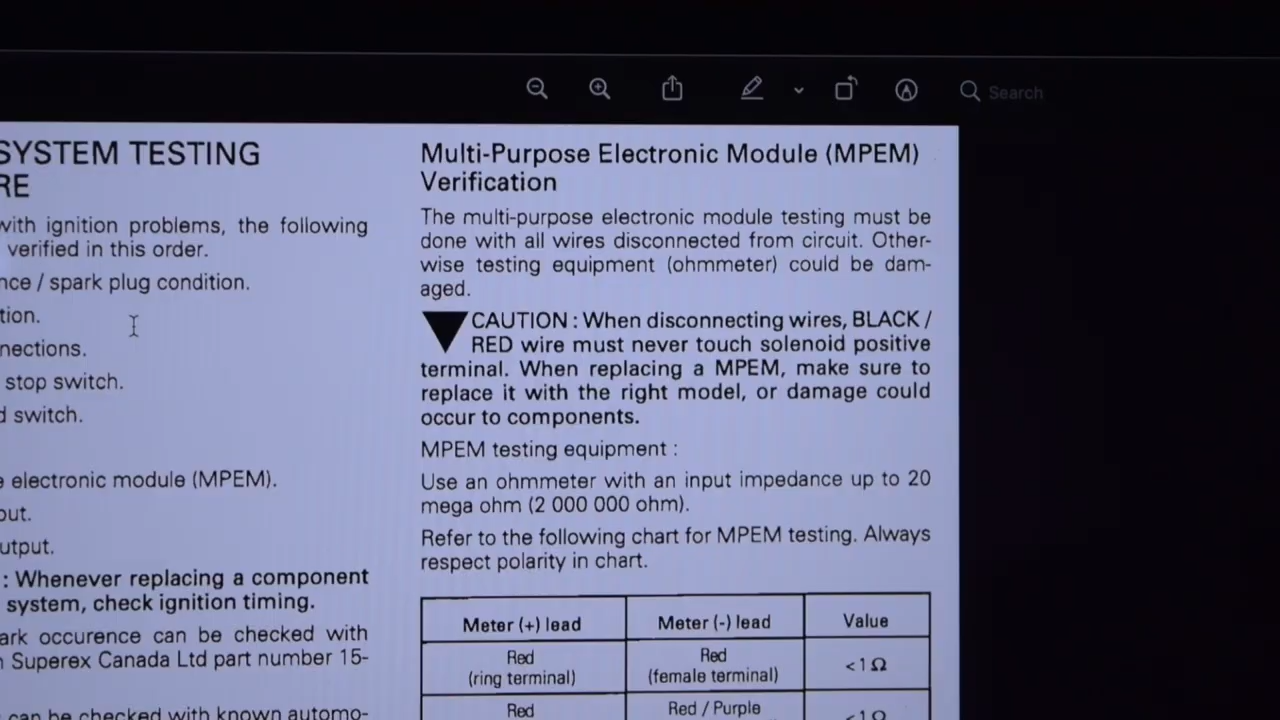 Search
SYSTEM TESTING
RE
with ignition problems, the following
verified in this order.
nce / spark plug condition.
tion.
nections.
stop switch.
d switch.
e electronic module (MPEM).
out.
utput.
: Whenever replacing a component
system, check ignition timing.
ark occurence can be checked with
n Superex Canada Ltd part number 15-
can be checked with known automo-
Multi-Purpose Electronic Module (MPEM)
Verification
The multi-purpose electronic module testing must be
done with all wires disconnected from circuit. Other-
wise testing equipment (ohmmeter) could be dam-
aged.
CAUTION : When disconnecting wires, BLACK /
RED wire must never touch solenoid positive
terminal. When replacing a MPEM, make sure to
replace it with the right model, or damage could
occur to components.
MPEM testing equipment :
Use an ohmmeter with an input impedance up to 20
mega ohm (2 000 000 ohm).
Refer to the following chart for MPEM testing. Always
respect polarity in chart.
Meter (+) lead Meter (-) lead Value
Red Red <1Ω
(ring terminal) (female terminal)
Red Red / Purple <1Ω